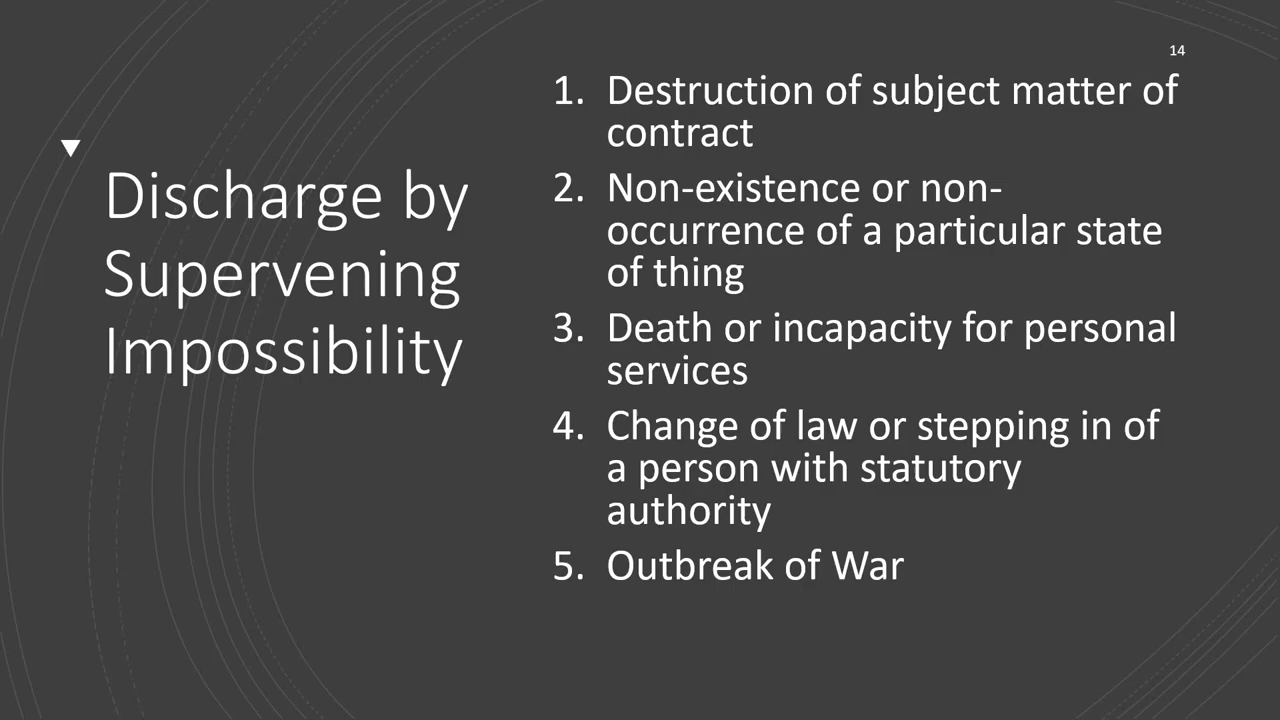 14
Discharge by
Supervening
Impossibility
1. Destruction of subject matter of
contract
2. Non-existence or non-
occurrence of a particular state
of thing
3. Death or incapacity for personal
services
4. Change of law or stepping in of
a person with statutory
authority
5. Outbreak of War